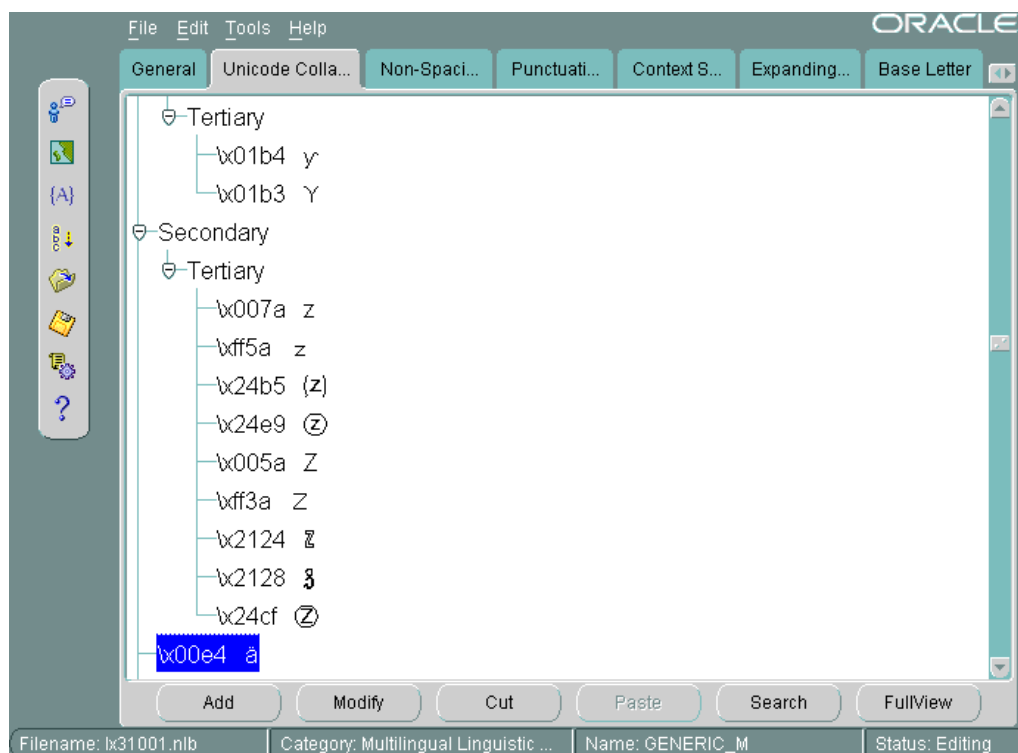 File Edit Tools Help ORACLE
General Unicode Colla... Non-Spaci... Punctuati... Context S... Expanding... Base Letter
Tertiary
\x01b4 ƴ
\x01b3 Ƴ
Secondary
Tertiary
\x007a z
\xff5a z
\x24b5 (z)
\x24e9 ⓩ
\x005a Z
\xff3a Z
\x2124 ℤ
\x2128 ℨ
\x24cf Ⓩ
\x00e4 ä
Add Modify Cut Paste Search FullView
Filename: lx31001.nlb Category: Multilingual Linguistic ... Name: GENERIC_M Status: Editing
{A}
a
b
c
?